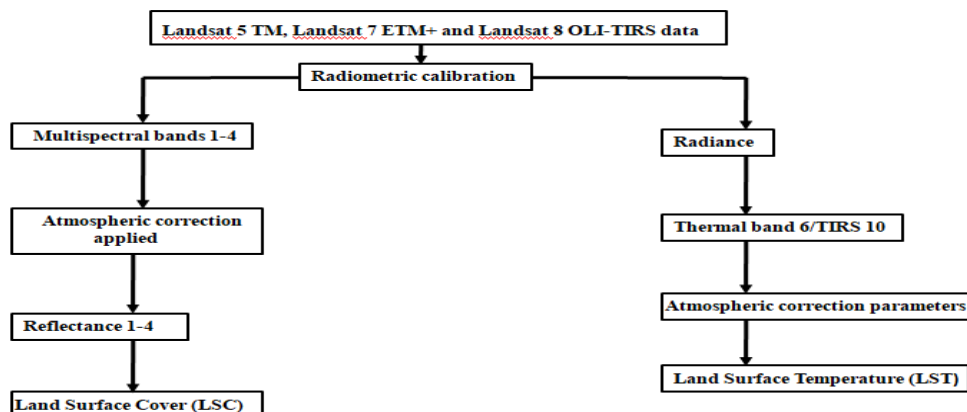 Landsat 5 TM, Landsat 7 ETM+ and Landsat 8 OLI-TIRS data
Radiometric calibration
Multispectral bands 1-4
Radiance
Atmospheric correction
applied
Thermal band 6/TIRS 10
Atmospheric correction parameters
Reflectance 1-4
Land Surface Temperature (LST)
Land Surface Cover (LSC)